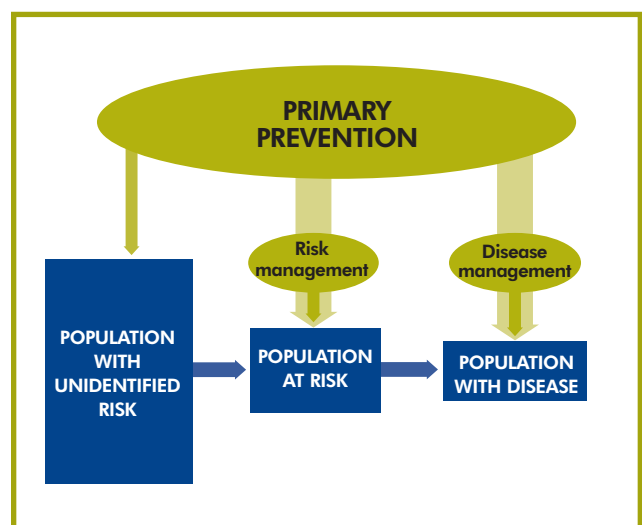 PRIMARY
PREVENTION
Risk
management
Disease
management
POPULATION
WITH
UNIDENTIFIED
RISK
POPULATION
AT RISK
POPULATION
WITH DISEASE